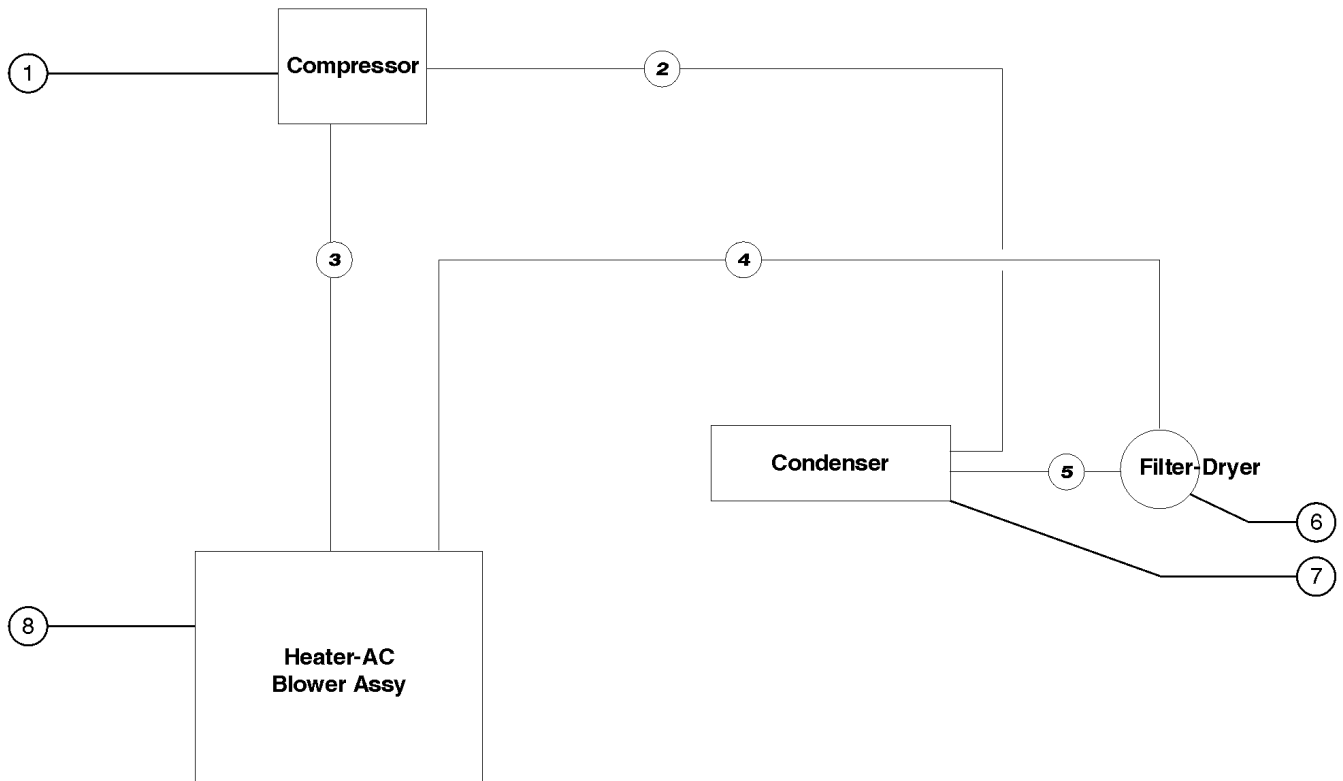 Compressor
1
2
3
4
Condenser
5
Filter-Dryer
6
7
8
Heater-AC
Blower Assy